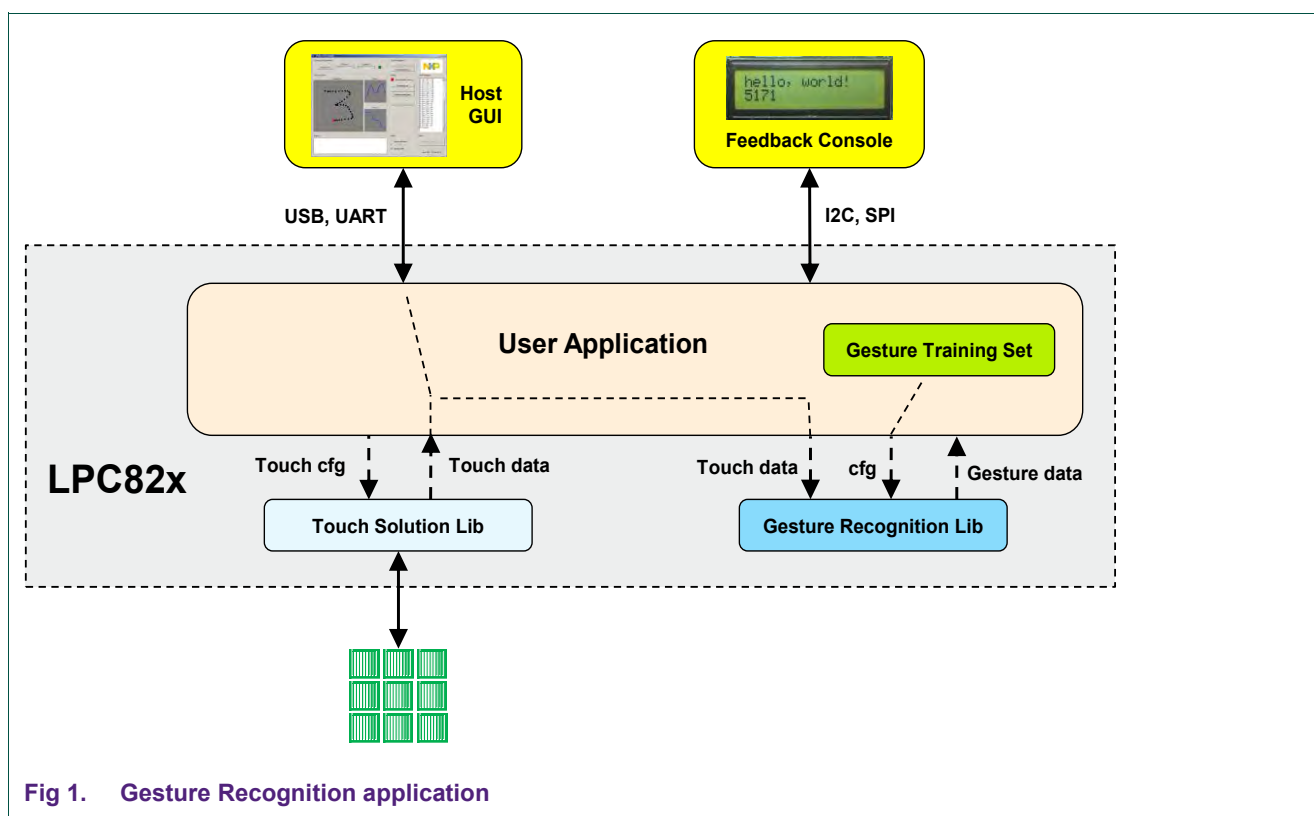 NXP
Host
GUI
hello, world!
5171
Feedback Console
USB, UART
I2C, SPI
User Application
Gesture Training Set
LPC82x
Touch cfg
Touch data
Touch data
cfg
Gesture data
Touch Solution Lib
Gesture Recognition Lib
Fig 1. Gesture Recognition application